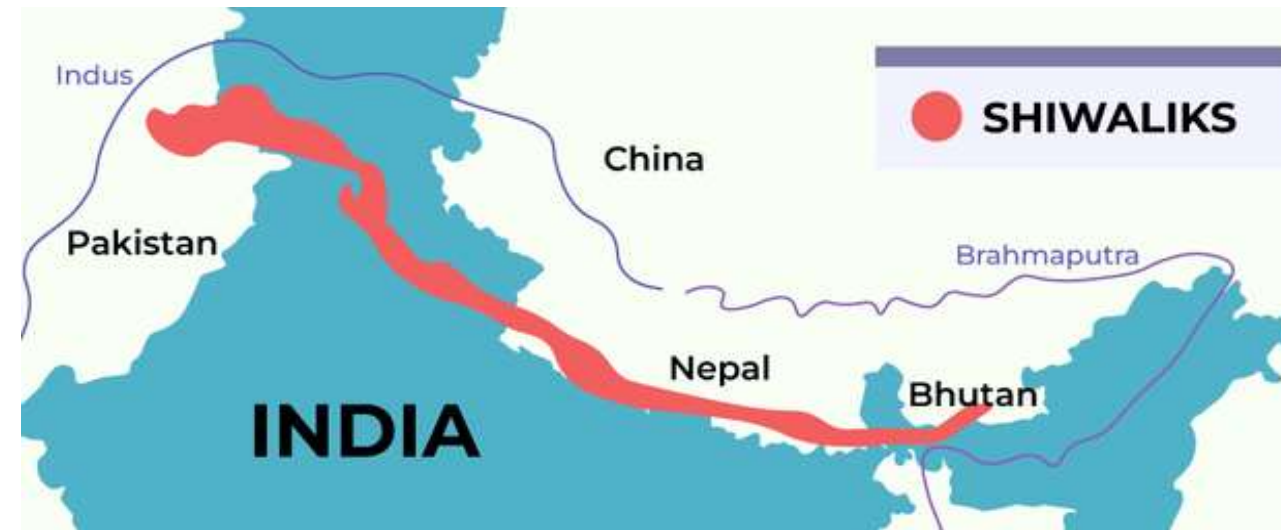 Indus
SHIWALIKS
China
Pakistan
Brahmaputra
Nepal
Bhutan
INDIA